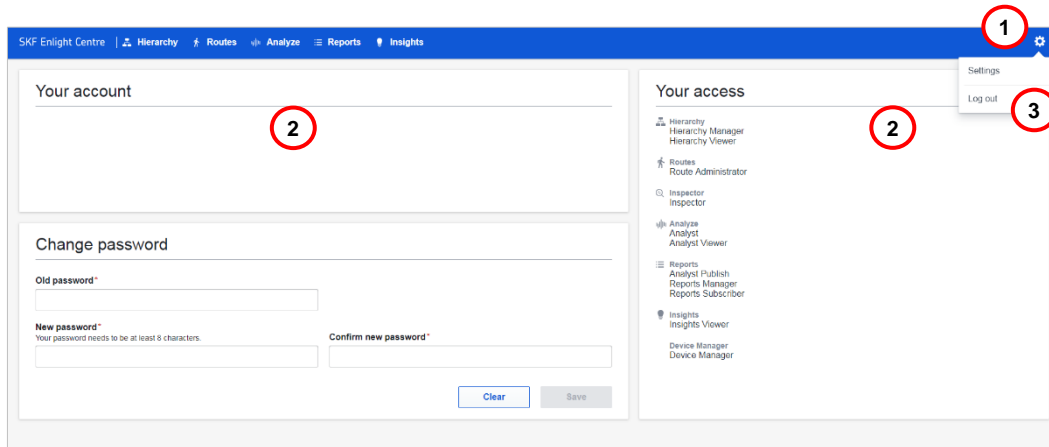 1
SKF Enlight Centre | Hierarchy Routes Analyze Reports Insights
Settings
Log out
3
Your account
2
Your access
2
Hierarchy
Hierarchy Manager
Hierarchy Viewer
Routes
Route Administrator
Inspector
Inspector
Analyze
Analyst
Analyst Viewer
Reports
Analyst Publish
Reports Manager
Reports Subscriber
Insights
Insights Viewer
Device Manager
Device Manager
Change password
Old password*
New password*
Your password needs to be at least 8 characters.
Confirm new password*
Clear Save